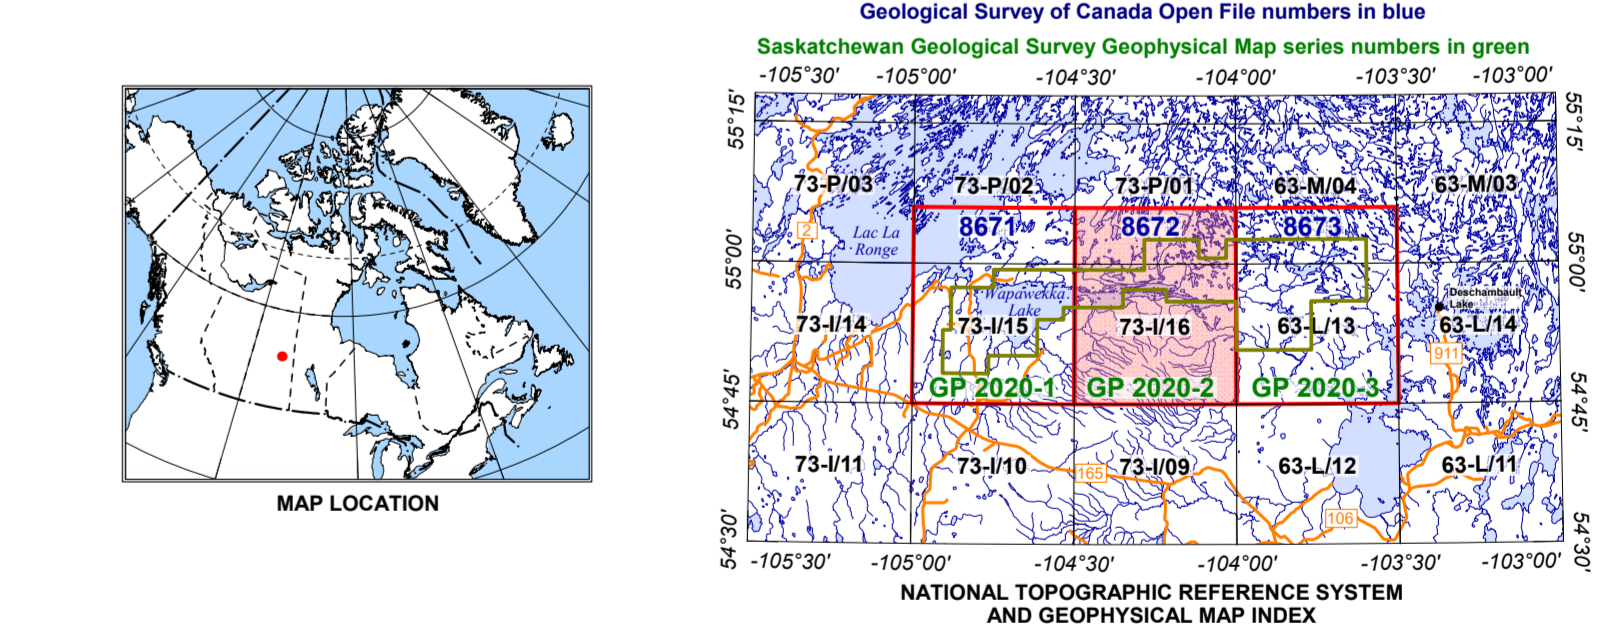 Geological Survey of Canada Open File numbers in blue
Saskatchewan Geological Survey Geophysical Map series numbers in green
-105°30' -105°00' -104°30' -104°00' -103°30' -103°00'
55°15' 55°15'
73-P/03 73-P/02 73-P/01 63-M/04 63-M/03
8671 8672 8673
2
Lac La
Ronge
55°00' 55°00'
Wapawekka
Lake
Deschambault
Lake
73-I/14 73-I/15 73-I/16 63-L/13 63-L/14
911
GP 2020-1 GP 2020-2 GP 2020-3
54°45' 54°45'
73-I/11 73-I/10 73-I/09 63-L/12 63-L/11
165
106
54°30' 54°30'
-105°30' -105°00' -104°30' -104°00' -103°30' -103°00'
MAP LOCATION
NATIONAL TOPOGRAPHIC REFERENCE SYSTEM
AND GEOPHYSICAL MAP INDEX